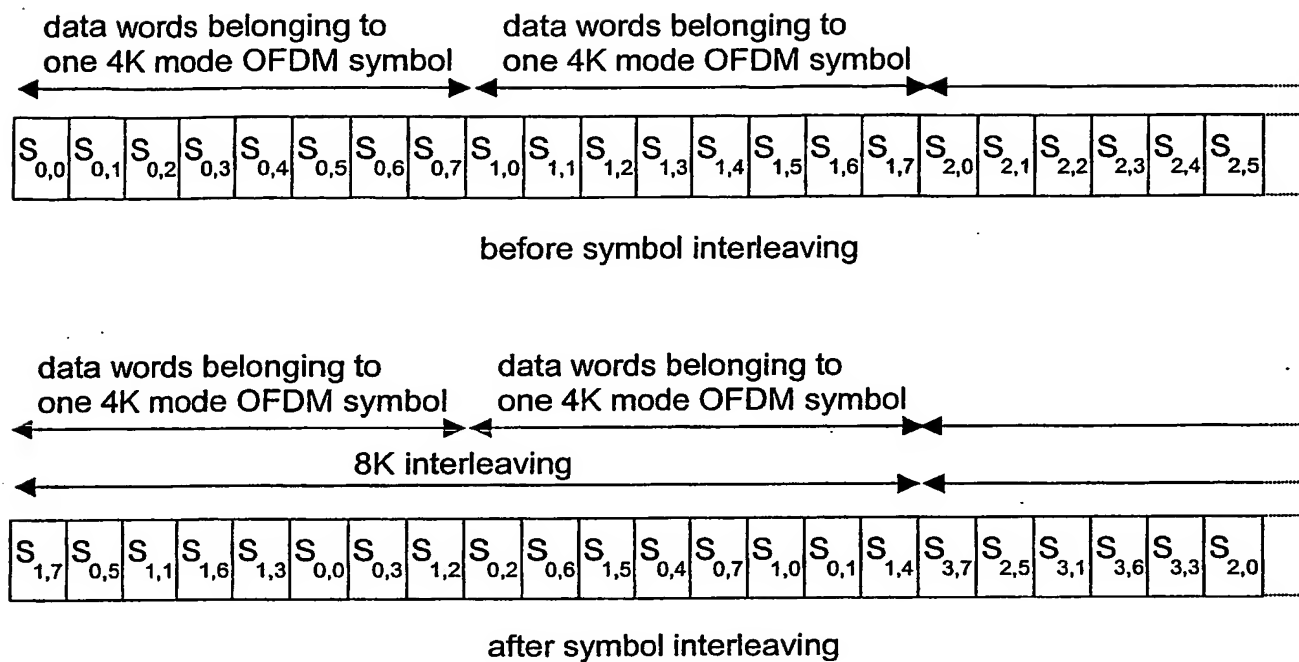 data words belonging to one 4K mode OFDM symbol
data words belonging to one 4K mode OFDM symbol
S0,0 S0,1 S0,2 S0,3 S0,4 S0,5 S0,6 S0,7 S1,0 S1,1 S1,2 S1,3 S1,4 S1,5 S1,6 S1,7 S2,0 S2,1 S2,2 S2,3 S2,4 S2,5
before symbol interleaving
data words belonging to one 4K mode OFDM symbol
data words belonging to one 4K mode OFDM symbol
8K interleaving
S1,7 S0,5 S1,1 S1,6 S1,3 S0,0 S0,3 S1,2 S0,2 S0,6 S1,5 S0,4 S0,7 S1,0 S0,1 S1,4 S3,7 S2,5 S3,1 S3,6 S3,3 S2,0
after symbol interleaving